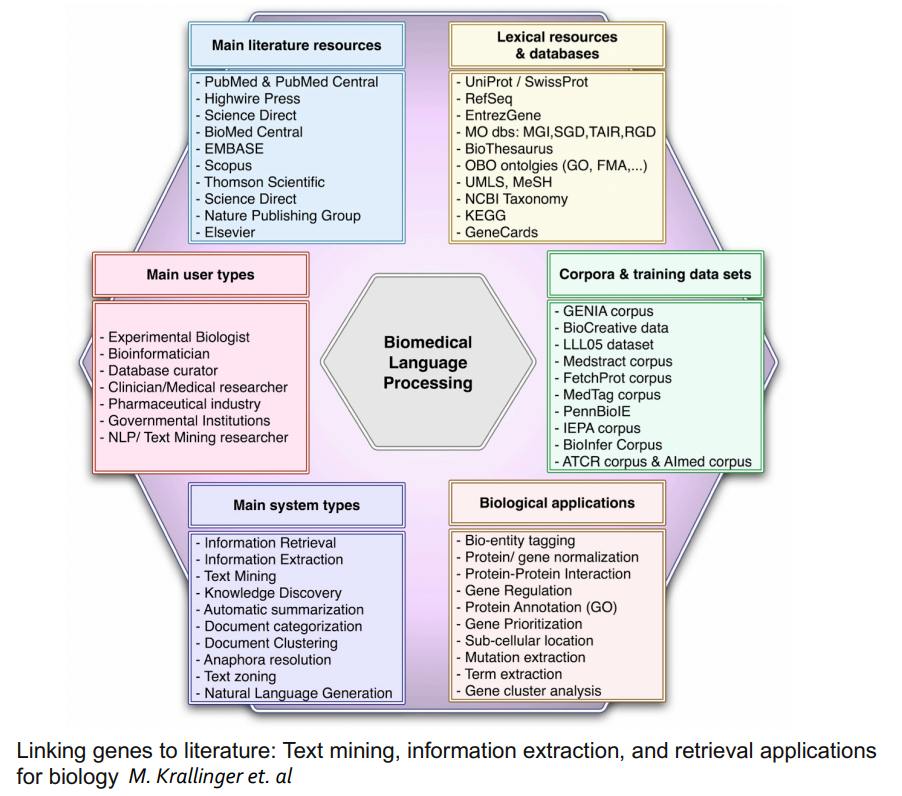 Main literature resources
- PubMed & PubMed Central
- Highwire Press
- Science Direct
- BioMed Central
- EMBASE
- Scopus
- Thomson Scientific
- Science Direct
- Nature Publishing Group
- Elsevier
Lexical resources
& databases
- UniProt / SwissProt
- RefSeq
- EntrezGene
- MO dbs: MGI,SGD,TAIR,RGD
- BioThesaurus
- OBO ontolgies (GO, FMA,...)
- UMLS, MeSH
- NCBI Taxonomy
- KEGG
- GeneCards
Main user types
- Experimental Biologist
- Bioinformatician
- Database curator
- Clinician/Medical researcher
- Pharmaceutical industry
- Governmental Institutions
- NLP/ Text Mining researcher
Biomedical
Language
Processing
Corpora & training data sets
- GENIA corpus
- BioCreative data
- LLL05 dataset
- Medstract corpus
- FetchProt corpus
- MedTag corpus
- PennBioIE
- IEPA corpus
- BioInfer Corpus
- ATCR corpus & AImed corpus
Main system types
- Information Retrieval
- Information Extraction
- Text Mining
- Knowledge Discovery
- Automatic summarization
- Document categorization
- Document Clustering
- Anaphora resolution
- Text zoning
- Natural Language Generation
Biological applications
- Bio-entity tagging
- Protein/ gene normalization
- Protein-Protein Interaction
- Gene Regulation
- Protein Annotation (GO)
- Gene Prioritization
- Sub-cellular location
- Mutation extraction
- Term extraction
- Gene cluster analysis
Linking genes to literature: Text mining, information extraction, and retrieval applications
for biology M. Krallinger et. al